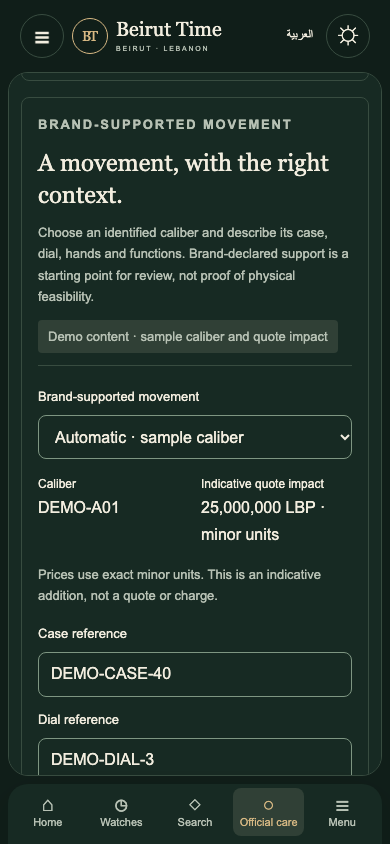 BT
Beirut Time
BEIRUT · LEBANON
العربية
BRAND-SUPPORTED MOVEMENT
A movement, with the right
context.
Choose an identified caliber and describe its case,
dial, hands and functions. Brand-declared support is a
starting point for review, not proof of physical
feasibility.
Demo content · sample caliber and quote impact
Brand-supported movement
Automatic · sample caliber
Caliber
DEMO-A01
Indicative quote impact
25,000,000 LBP ·
minor units
Prices use exact minor units. This is an indicative
addition, not a quote or charge.
Case reference
DEMO-CASE-40
Dial reference
DEMO-DIAL-3
Home
Watches
Search
Official care
Menu